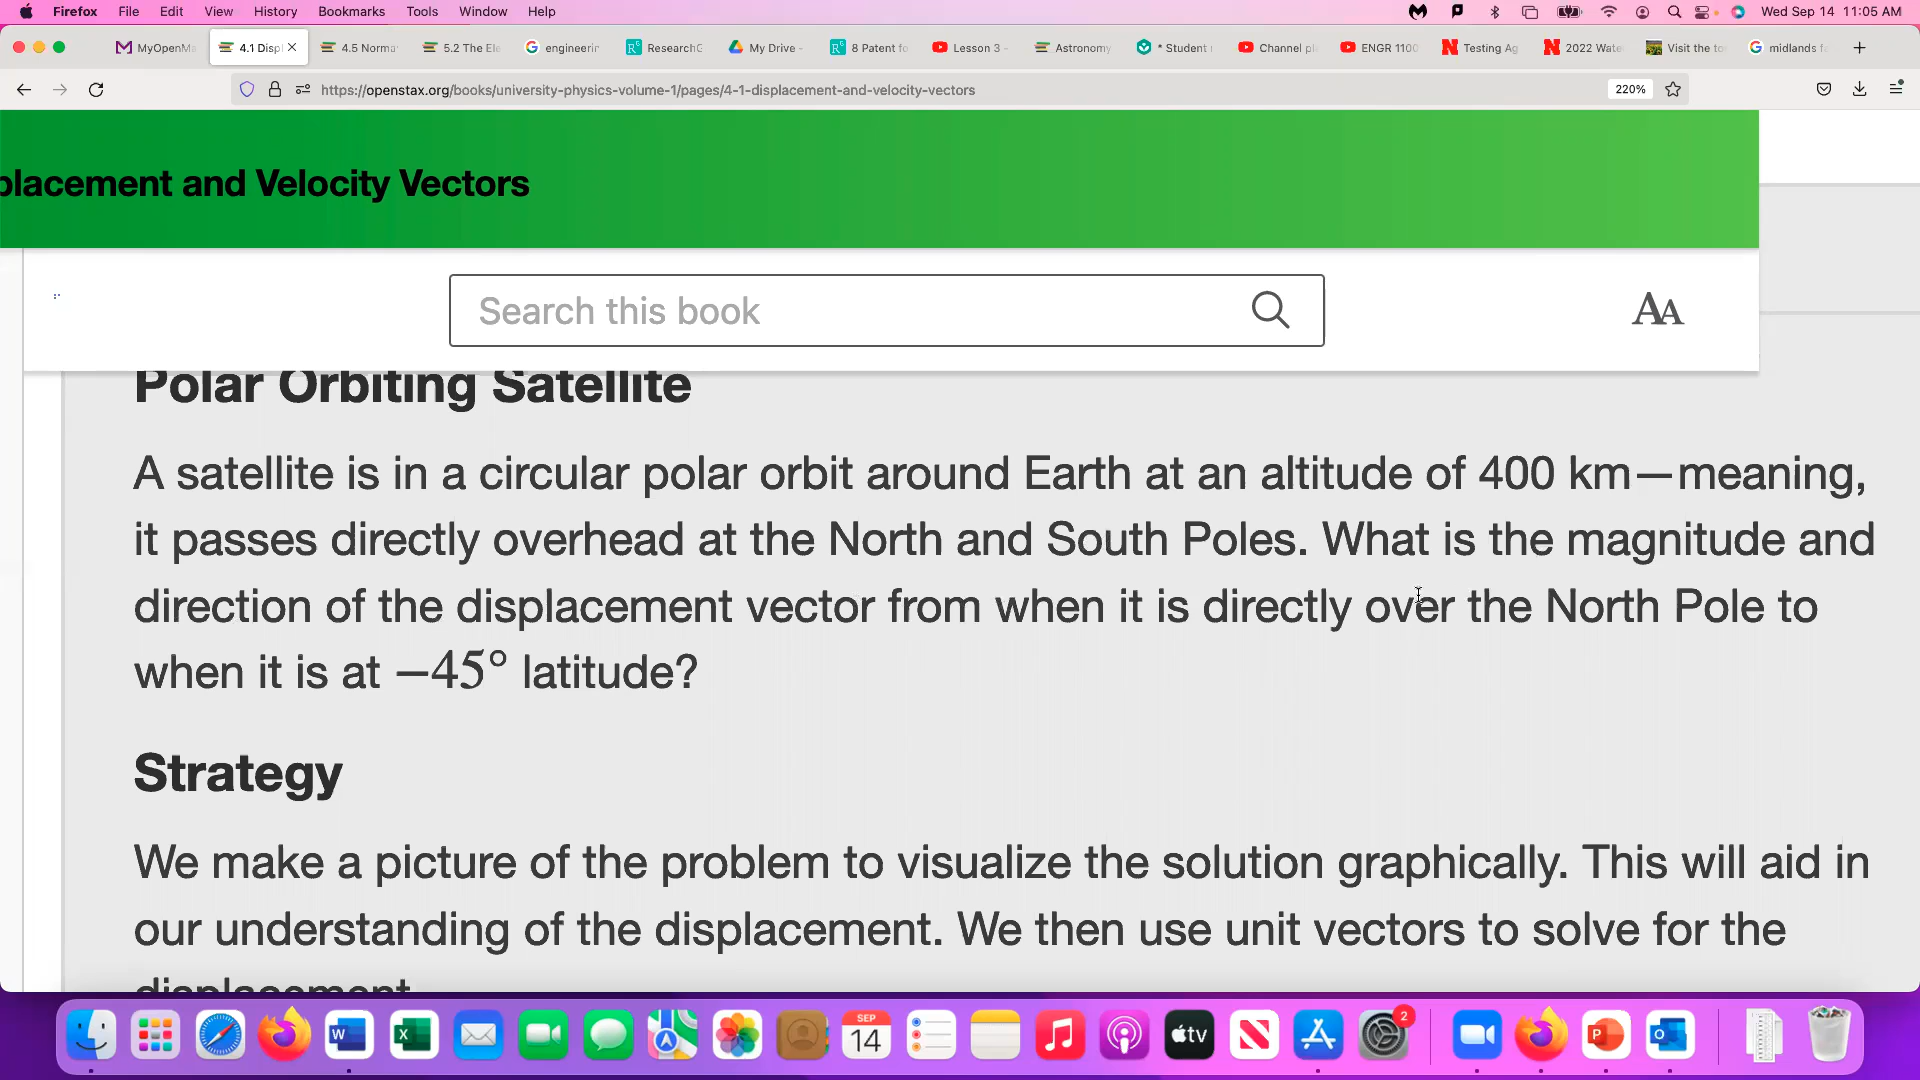 Firefox File Edit View History Bookmarks Tools Window Help Wed Sep 14 11:05 AM
MyOpenMa 4.1 Displ 4.5 Norma 5.2 The Ele engineerin ResearchG My Drive - 8 Patent fo Lesson 3 - Astronomy * Student Channel pl ENGR 1100 Testing Ag 2022 Wate Visit the to midlands fa
https://openstax.org/books/university-physics-volume-1/pages/4-1-displacement-and-velocity-vectors 220%
placement and Velocity Vectors
Search this book AA
Polar Orbiting Satellite
A satellite is in a circular polar orbit around Earth at an altitude of 400 km—meaning,
it passes directly overhead at the North and South Poles. What is the magnitude and
direction of the displacement vector from when it is directly over the North Pole to
when it is at −45° latitude?
Strategy
We make a picture of the problem to visualize the solution graphically. This will aid in
our understanding of the displacement. We then use unit vectors to solve for the
displacement.
SEP
14
tv
2